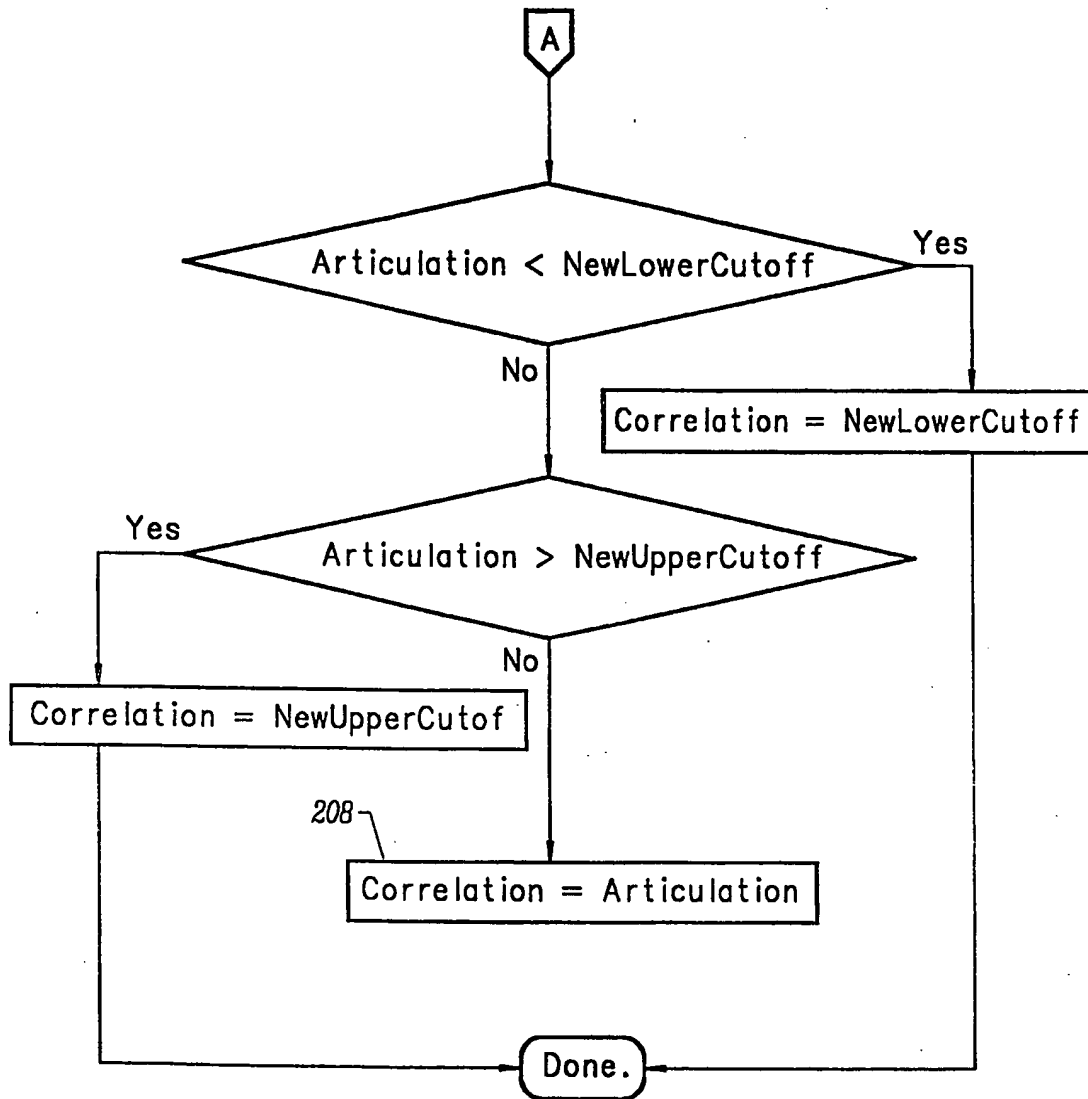 A
Articulation < NewLowerCutoff
Yes
No
Correlation = NewLowerCutoff
Yes
Articulation > NewUpperCutoff
No
Correlation = NewUpperCutof
208
Correlation = Articulation
Done.